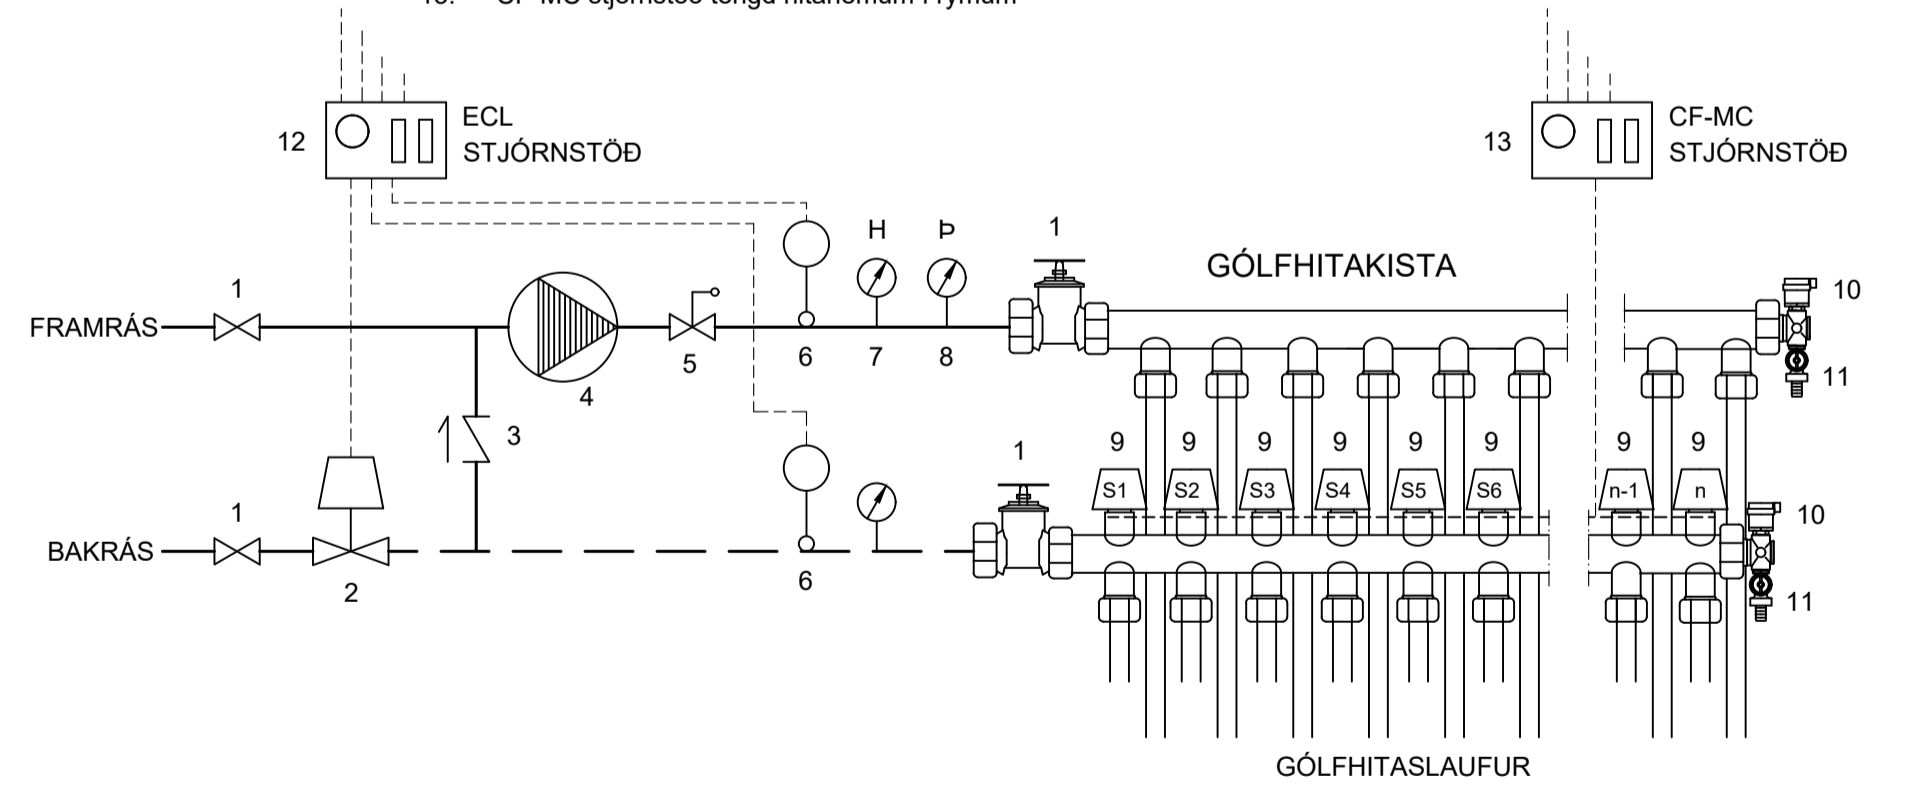 ECL
12
STJÓRNSTÖÐ
CF-MC
13
STJÓRNSTÖÐ
H
Þ
1
GÓLFHITAKISTA
1
10
FRAMRÁS
5
6
7
8
4
11
3
9 9 9 9 9 9 9 9
1
S1 S2 S3 S4 S5 S6 n-1 n
1
10
BAKRÁS
2
6
11
GÓLFHITASLAUFUR